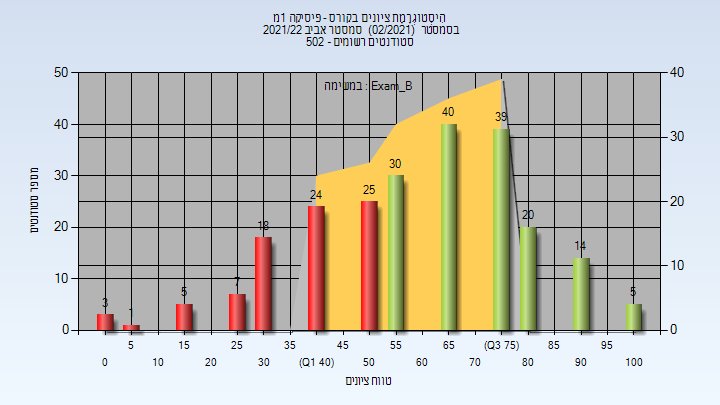 היסטוגרמת ציונים בקורס - פיסיקה 1מ
בסמסטר (02/2021) סמסטר אביב 2021/22
סטודנטים רשומים - 502
במשימה : Exam_B
50 40 30 20 10 0
מספר סטודנטים
40 30 20 10 0
3 1 5 7 18 24 25 30 40 39 20 14 5
5 15 25 35 45 55 65 (Q3 75) 85 95
0 10 20 30 (Q1 40) 50 60 70 80 90 100
טווח ציונים